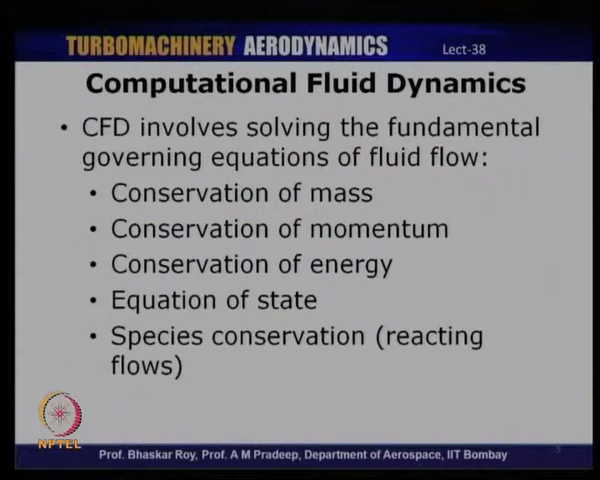 TURBOMACHINERY AERODYNAMICS Lect-38
Computational Fluid Dynamics
• CFD involves solving the fundamental
governing equations of fluid flow:
• Conservation of mass
• Conservation of momentum
• Conservation of energy
• Equation of state
• Species conservation (reacting
flows)
NPTEL
Prof. Bhaskar Roy, Prof. A M Pradeep, Department of Aerospace, IIT Bombay
5